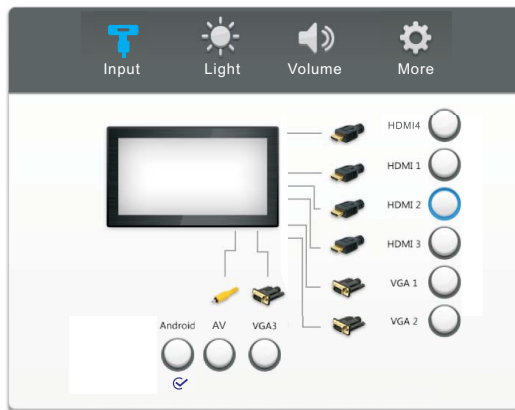 Input Light Volume More
HDMI4
HDMI 1
HDMI 2
HDMI 3
VGA 1
VGA 2
Android AV VGA3